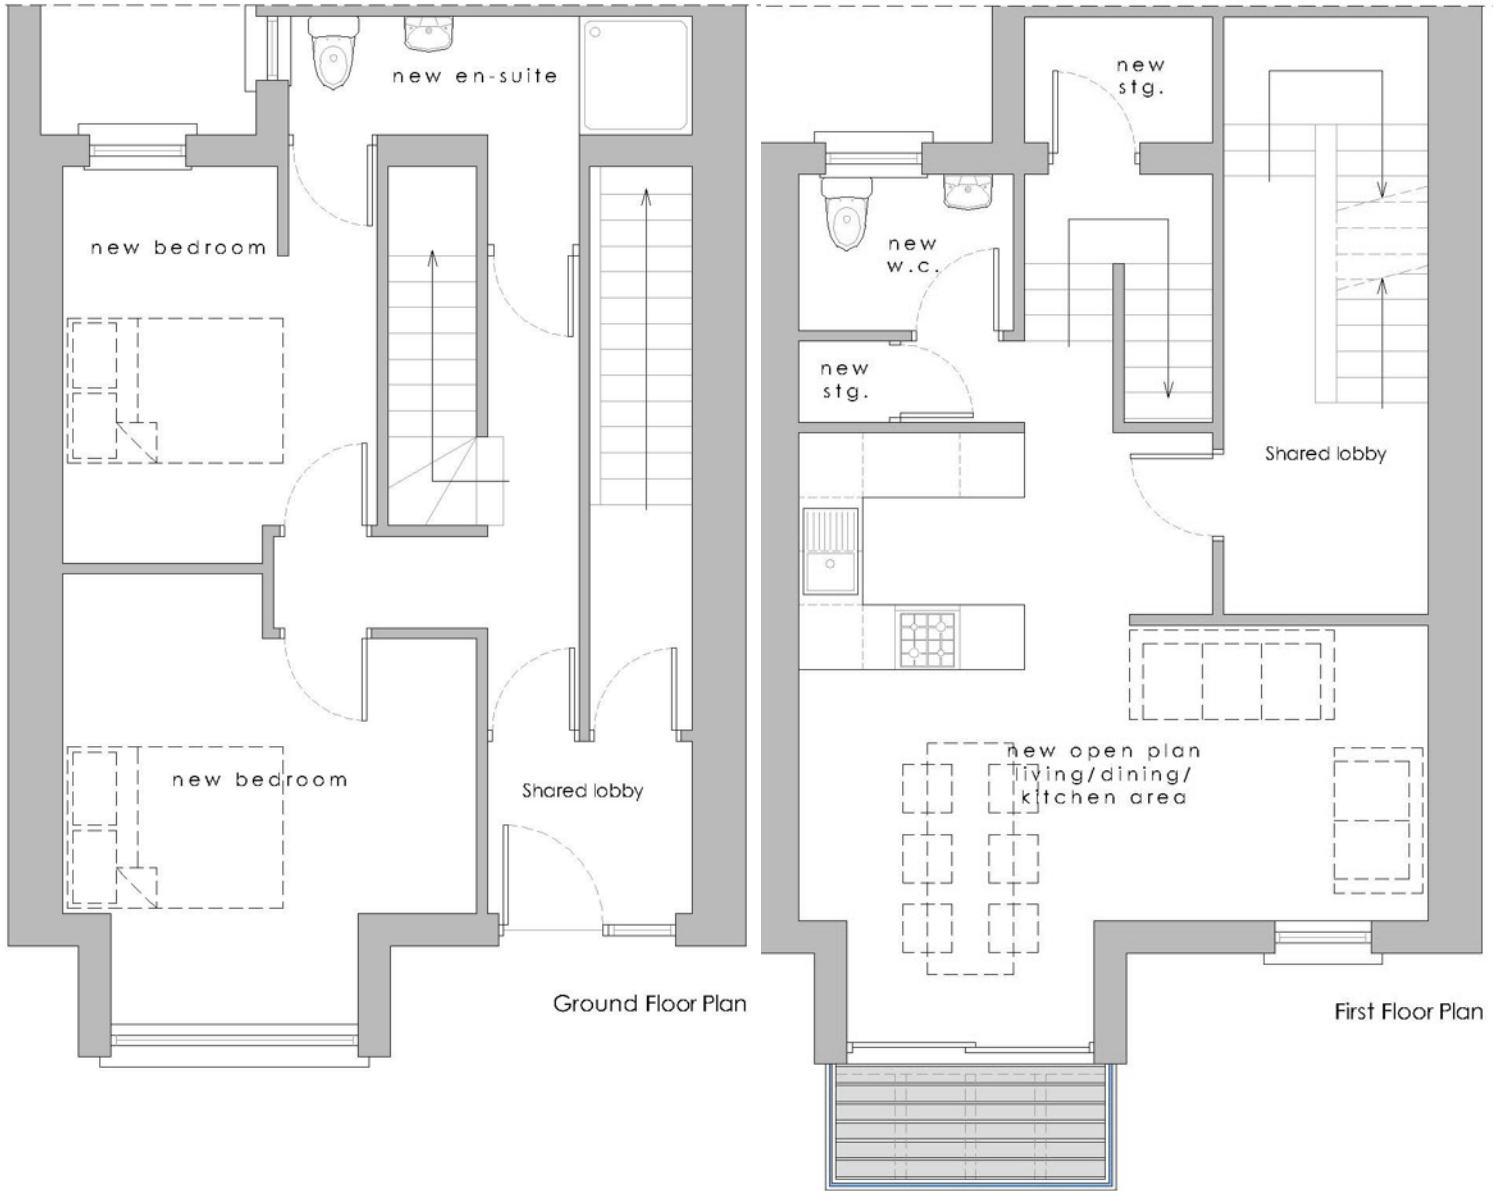 new en-suite
new bedroom
new bedroom
Shared lobby
Ground Floor Plan
new
stg.
new
w.c.
new
stg.
Shared lobby
new open plan
living/dining/
kitchen area
First Floor Plan